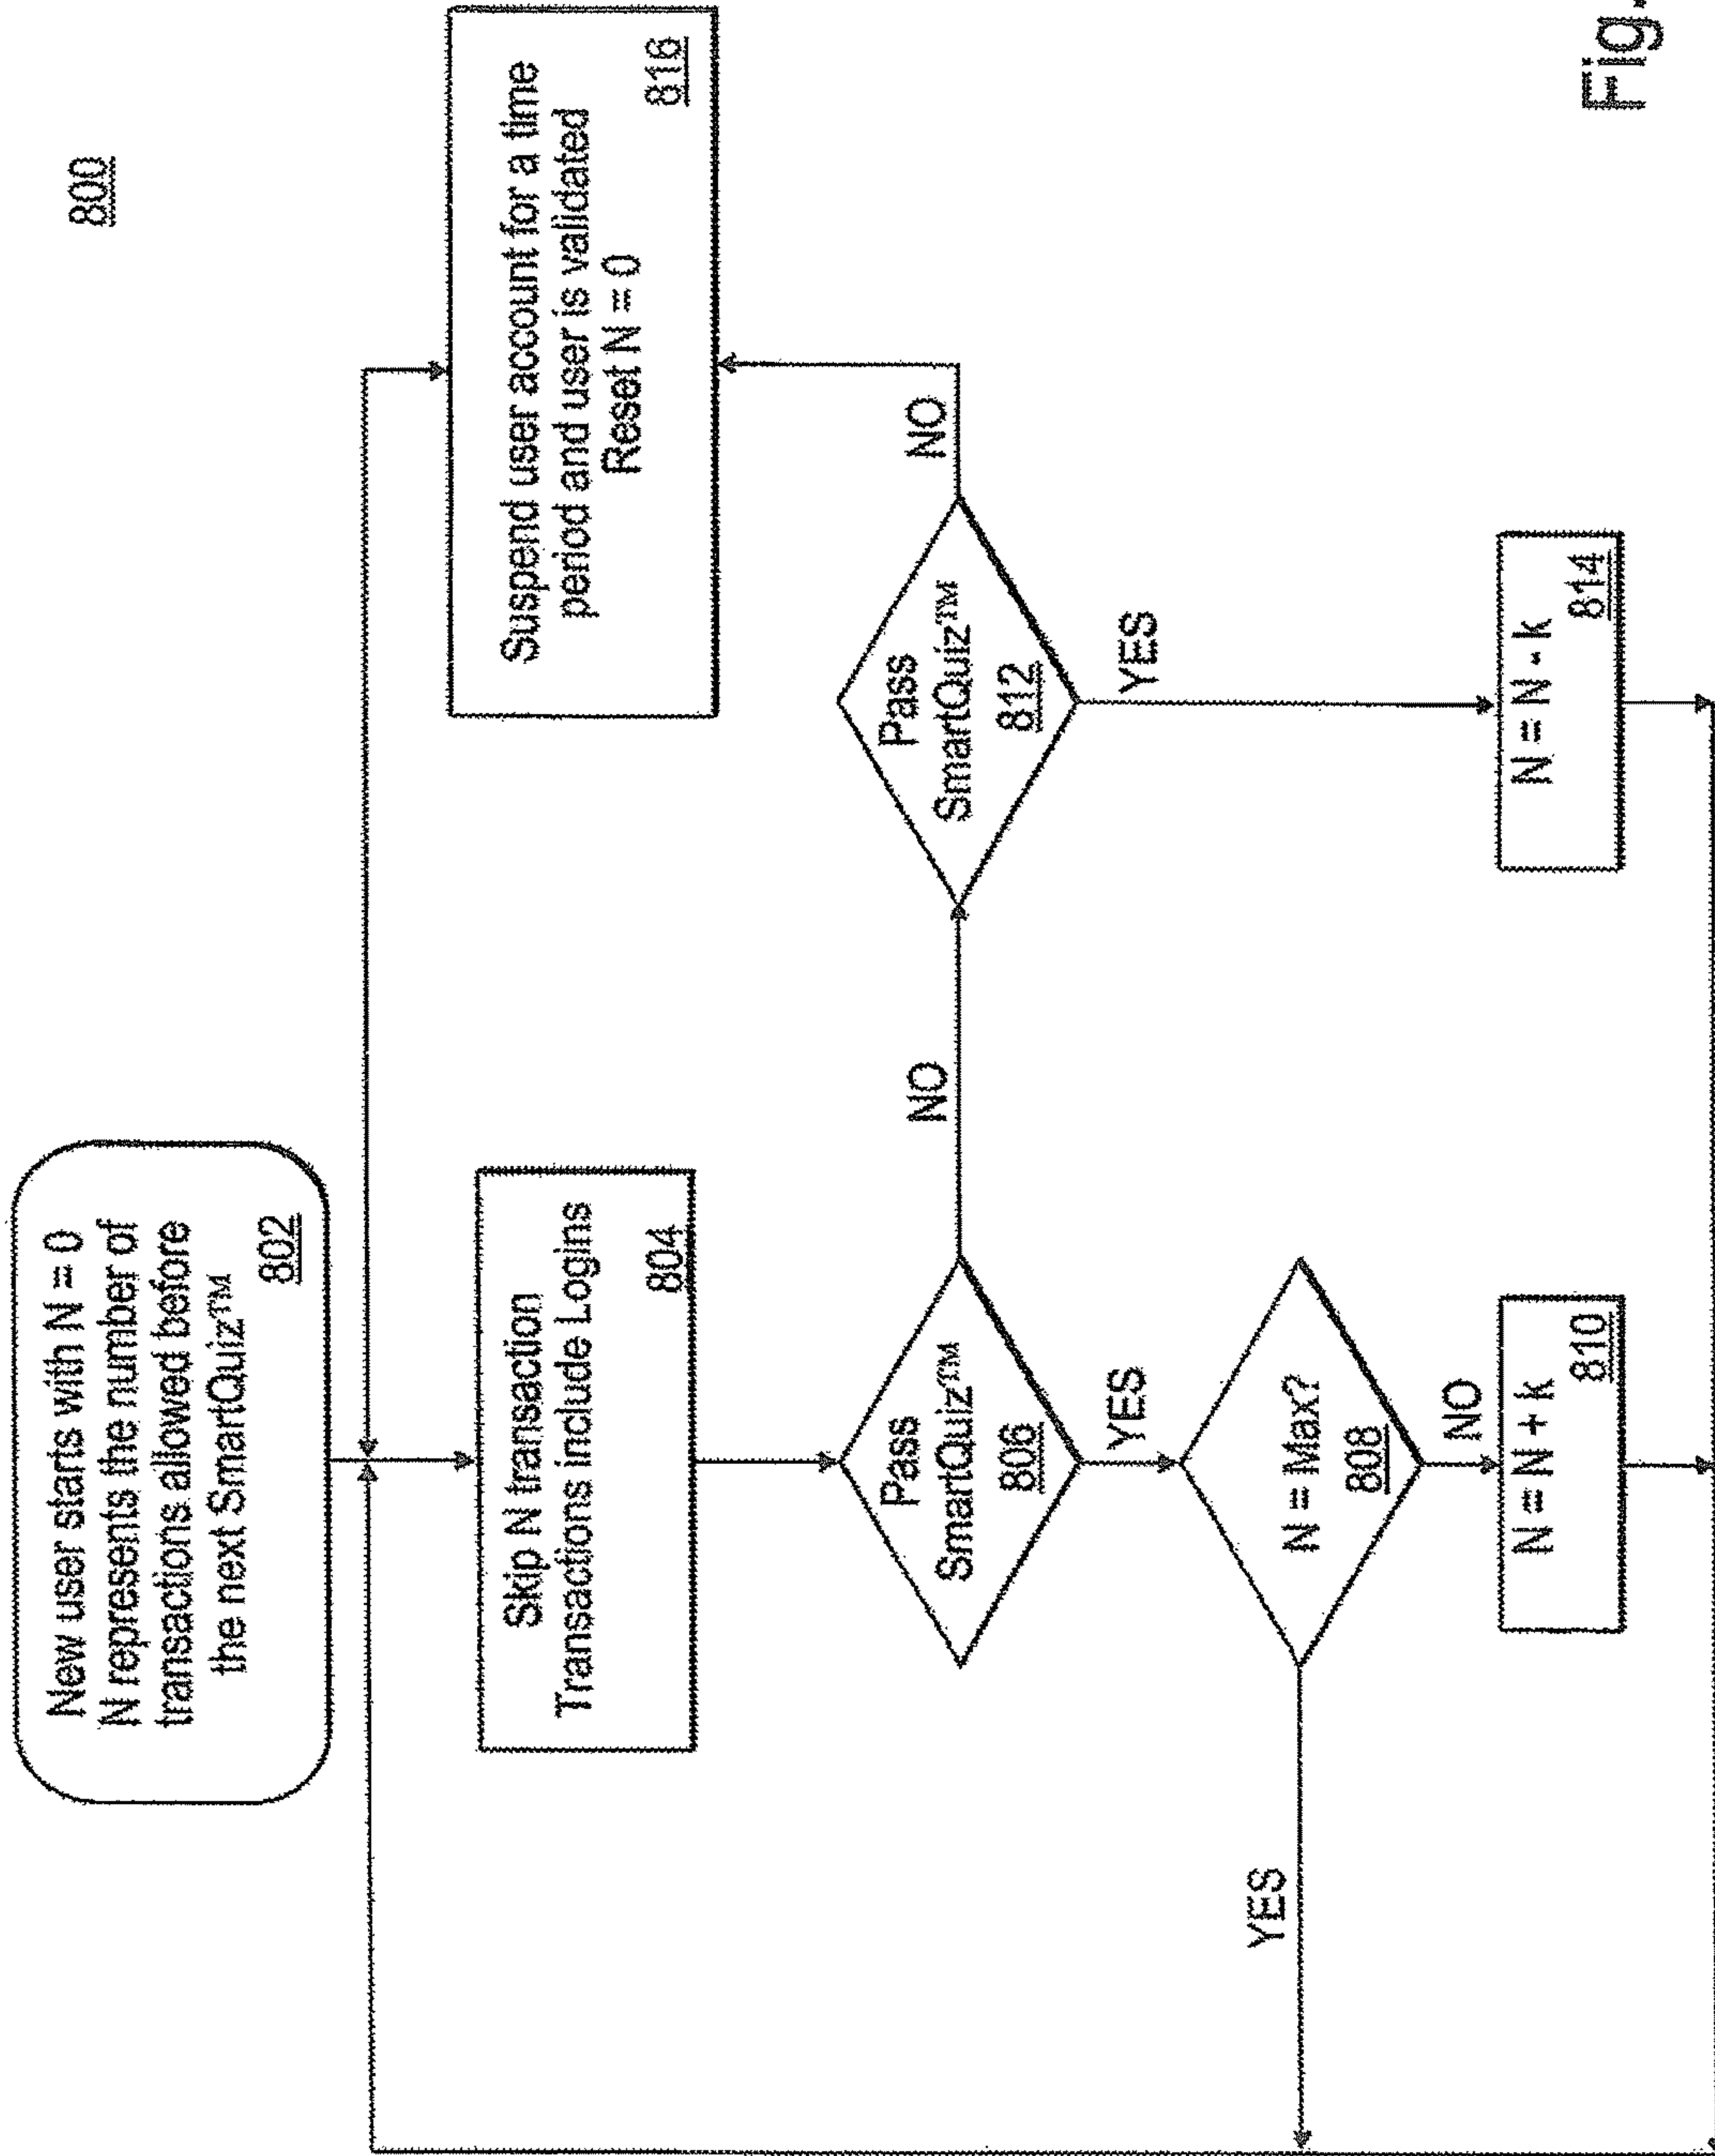 800
New user starts with N = 0
N represents the number of
transactions allowed before
the next SmartQuiz™
802
Suspend user account for a time
period and user is validated
Reset N = 0
816
Skip N transaction
Transactions include Logins
804
Pass
SmartQuiz™
806
NO
Pass
SmartQuiz™
812
NO
YES
YES
N = Max?
808
YES
NO
N = N + k
810
N = N - k
814
Fig.